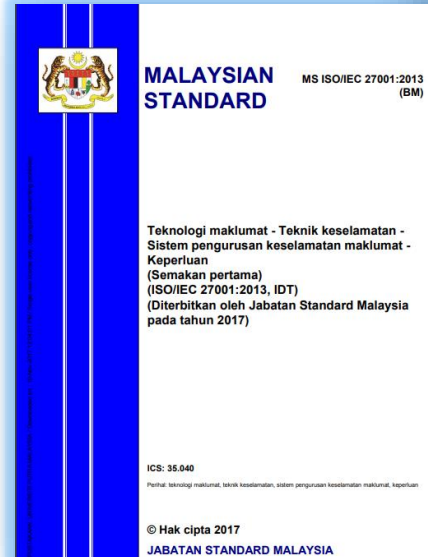 MALAYSIAN
STANDARD
MS ISO/IEC 27001:2013
(BM)
Teknologi maklumat - Teknik keselamatan -
Sistem pengurusan keselamatan maklumat -
Keperluan
(Semakan pertama)
(ISO/IEC 27001:2013, IDT)
(Diterbitkan oleh Jabatan Standard Malaysia
pada tahun 2017)
ICS: 35.040
Perihal: teknologi maklumat, teknik keselamatan, sistem pengurusan keselamatan maklumat, keperluan
© Hak cipta 2017
JABATAN STANDARD MALAYSIA